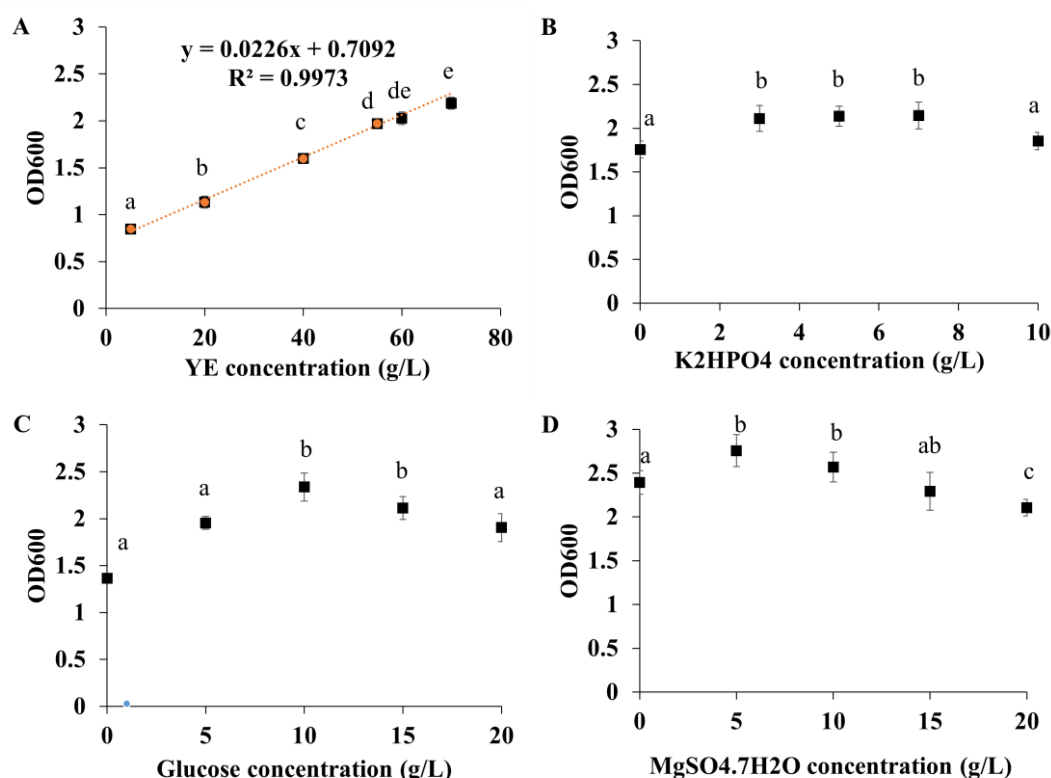 A
y = 0.0226x + 0.7092
R² = 0.9973
3
2.5
2
1.5
1
0.5
0
OD600
a
b
c
d
de
e
0 20 40 60 80
YE concentration (g/L)
B
3
2.5
2
1.5
1
0.5
0
OD600
a
b
b
b
a
0 2 4 6 8 10
K2HPO4 concentration (g/L)
C
3
2.5
2
1.5
1
0.5
0
OD600
a
a
b
b
a
0 5 10 15 20
Glucose concentration (g/L)
D
3
2.5
2
1.5
1
0.5
0
OD600
a
b
b
ab
c
0 5 10 15 20
MgSO4.7H2O concentration (g/L)